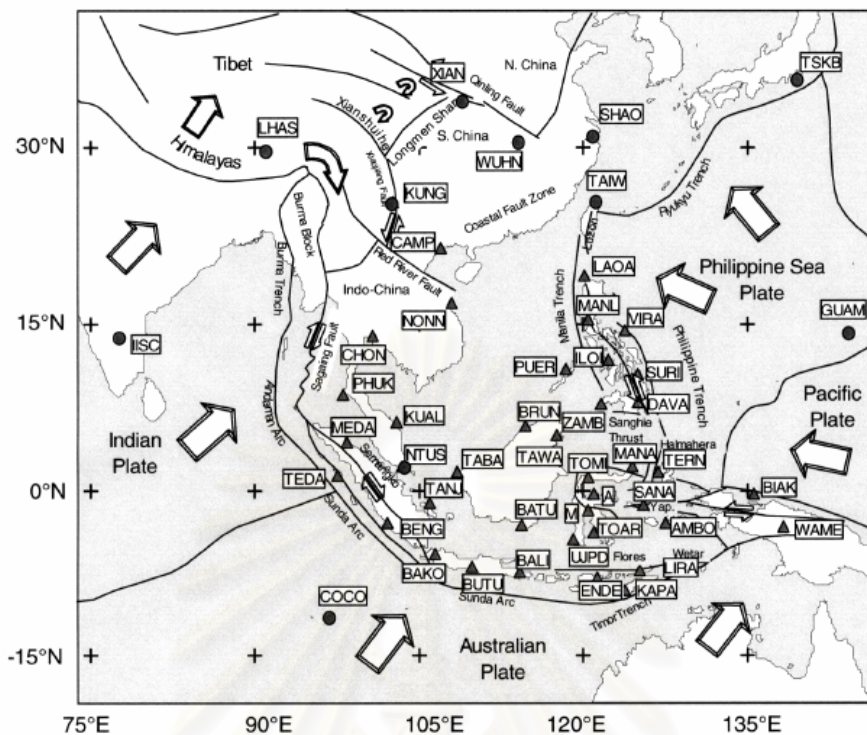 N. China
TSKB
Tibet
XIAN
Qinling Fault
Xianshuihe
Longmen Shan
SHAO
30°N
LHAS
S. China
Himalayas
WUHN
Xiaojiang Fault
TAIW
KUNG
Ryukyu Trench
Burma Block
Coastal Fault Zone
Luzon
CAMP
Burma Trench
Red River Fault
LAOA
Philippine Sea
Plate
Indo-China
Manila Trench
MANL
GUAM
NONN
VIRA
15°N
IISC
Sagaing Fault
CHON
ILOI
Philippine Trench
PUER
SURI
PHUK
DAVA
Pacific
Plate
Andaman Arc
BRUN
ZAMB
Sanghie
Thrust
Indian
Plate
MEDA
KUAL
TAWA
MANA
Halmahera
NTUS
TABA
TOMI
TERN
TEDA
0°N
TANJ
A
SANA
BIAK
BATU
M
Yap.
Sunda Arc
BENG
TOAR
AMBO
WAME
UJPD
BAKO
BALI
Flores
Wetar
BUTU
LIRA
COCO
Sunda Arc
ENDE
KAPA
Timor Trench
Australian
Plate
-15°N
75°E
90°E
105°E
120°E
135°E